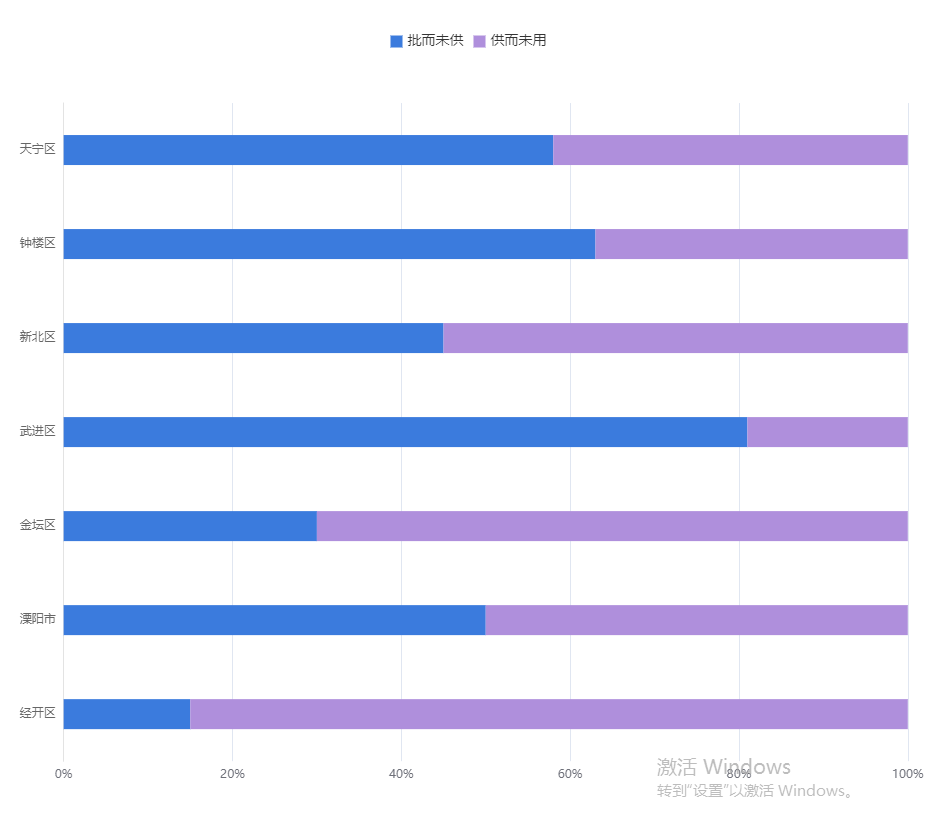 批而未供 供而未用
天宁区
钟楼区
新北区
武进区
金坛区
溧阳市
经开区
0% 20% 40% 60% 80% 100%
激活 Windows
转到"设置"以激活 Windows。